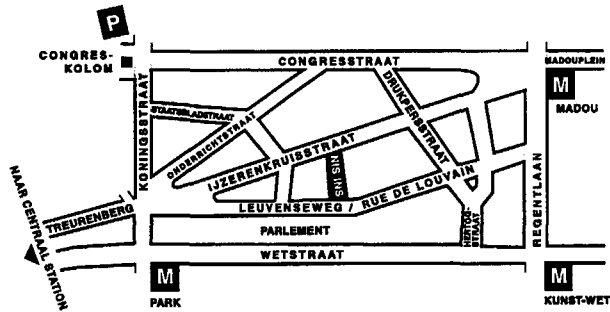 P
CONGRES-
KOLOM
CONGRESSTRAAT
MADOUPLEIN
M
MADOU
KONINGSSTRAAT
STAATSBLADSTRAAT
ONDERRICHTSTRAAT
DRUKPERSSTRAAT
IJZERENKRUISSTRAAT
NIS INS
LEUVENSEWEG / RUE DE LOUVAIN
HERTOG-
STRAAT
REGENTLAAN
TREURENBERG
PARLEMENT
WETSTRAAT
NAAR CENTRAAL STATION
M
PARK
M
KUNST-WET